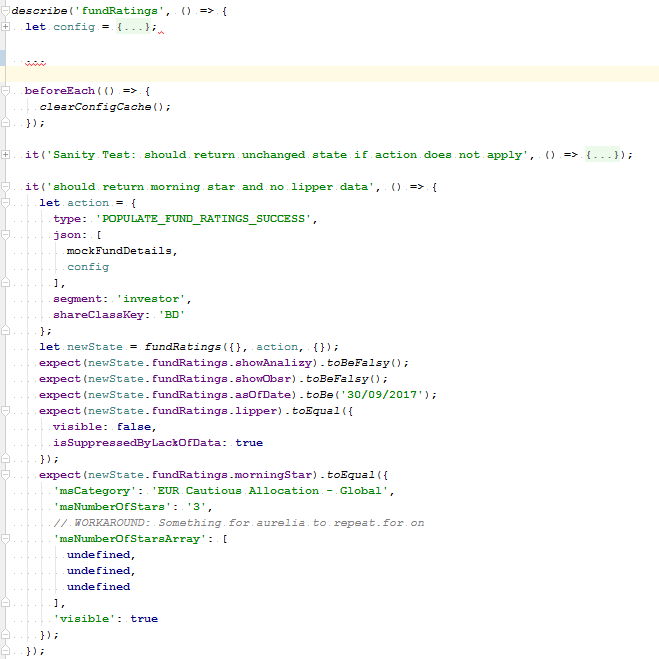 describe('fundRatings', () => {
  let config = {...};

  ...

  beforeEach(() => {
    clearConfigCache();
  });

  it('Sanity Test: should return unchanged state if action does not apply', () => {...});

  it('should return morning star and no lipper data', () => {
    let action = {
      type: 'POPULATE_FUND_RATINGS_SUCCESS',
      json: [
        mockFundDetails,
        config
      ],
      segment: 'investor',
      shareClassKey: 'BD'
    };
    let newState = fundRatings({}, action, {});
    expect(newState.fundRatings.showAnalizy).toBeFalsy();
    expect(newState.fundRatings.showObsr).toBeFalsy();
    expect(newState.fundRatings.asOfDate).toBe('30/09/2017');
    expect(newState.fundRatings.lipper).toEqual({
      visible: false,
      isSuppressedByLackOfData: true
    });
    expect(newState.fundRatings.morningStar).toEqual({
      'msCategory': 'EUR Cautious Allocation - Global',
      'msNumberOfStars': '3',
      // WORKAROUND: Something for aurelia to repeat.for on
      'msNumberOfStarsArray': [
        undefined,
        undefined,
        undefined
      ],
      'visible': true
    });
  });